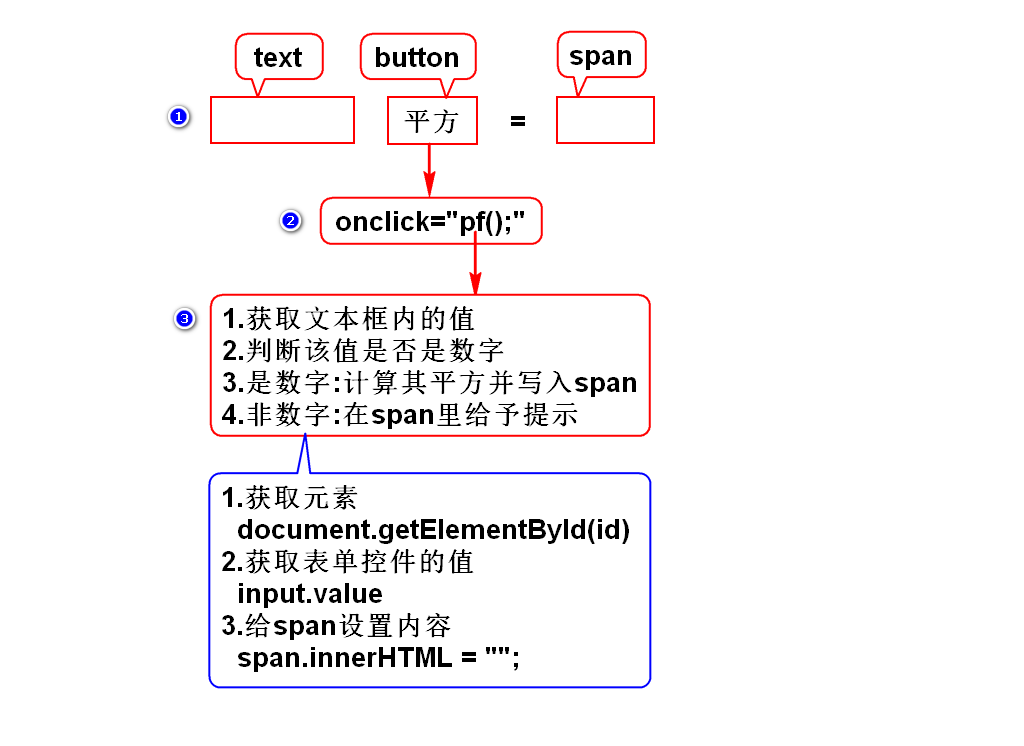 text
button
span
1
平方
=
2
onclick="pf();"
3
1.获取文本框内的值
2.判断该值是否是数字
3.是数字:计算其平方并写入span
4.非数字:在span里给予提示
1.获取元素
document.getElementById(id)
2.获取表单控件的值
input.value
3.给span设置内容
span.innerHTML = "";